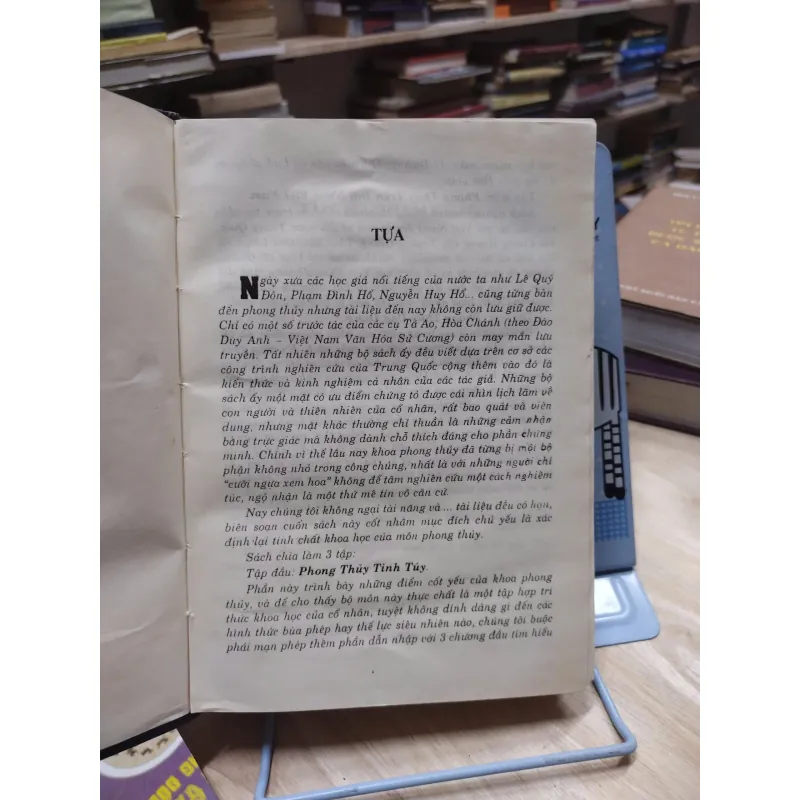 TỰA
Ngày xưa các học giả nổi tiếng của nước ta như Lê Quý
Đôn, Phạm Đình Hổ, Nguyễn Huy Hổ... cũng từng bàn
đến phong thủy nhưng tài liệu đến nay không còn lưu giữ được.
Chỉ có một số trước tác của các cụ Tả Ao, Hòa Chánh (theo Đào
Duy Anh – Việt Nam Văn Hóa Sử Cương) còn may mắn lưu
truyền. Tất nhiên những bộ sách ấy đều viết dựa trên cơ sở các
công trình nghiên cứu của Trung Quốc cộng thêm vào đó là
kiến thức và kinh nghiệm cá nhân của các tác giả. Những bộ
sách ấy một mặt có ưu điểm chứng tỏ được cái nhìn lịch lãm về
con người và thiên nhiên của cổ nhân, rất bao quát và viên
dung, nhưng mặt khác thường chỉ thuần là những cảm nhận
bằng trực giác mà không dành chỗ thích đáng cho phần chứng
minh. Chính vì thế lâu nay khoa phong thủy đã từng bị một bộ
phận không nhỏ trong công chúng, nhất là với những người chỉ
"cưỡi ngựa xem hoa" không để tâm nghiên cứu một cách nghiêm
túc, ngộ nhận là một thứ mê tín vô căn cứ.
Nay chúng tôi không ngại tài năng và... tài liệu đều có hạn,
biên soạn cuốn sách này cốt nhắm mục đích chủ yếu là xác
định lại tính chất khoa học của môn phong thủy.
Sách chia làm 3 tập:
Tập đầu: Phong Thủy Tinh Túy.
Phần này trình bày những điểm cốt yếu của khoa phong
thủy, và để cho thấy bộ môn này thực chất là một tập hợp tri
thức khoa học của cổ nhân, tuyệt không dính dáng gì đến các
hình thức bùa phép hay thế lực siêu nhiên nào, chúng tôi buộc
phải mạn phép thêm phần dẫn nhập với 3 chương đầu tìm hiểu